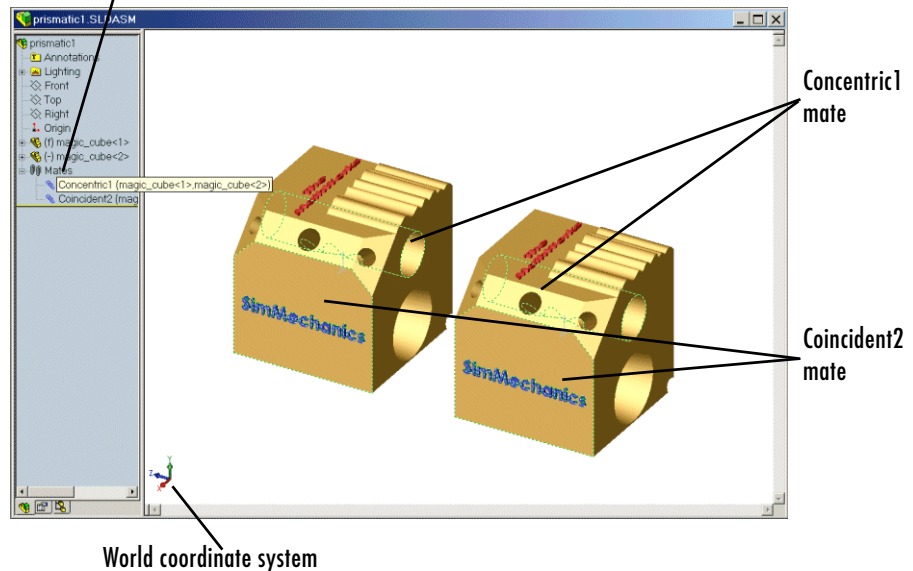 prismatic1.SLDASM
prismatic1
Annotations
Lighting
Front
Top
Right
Origin
(f) magic_cube<1>
(-) magic_cube<2>
Mates
Concentric1 (magic_cube<1>,magic_cube<2>)
Coincident2 (mag
SimMechanics
SimMechanics
Y
Z
X
Concentric1
mate
Coincident2
mate
World coordinate system